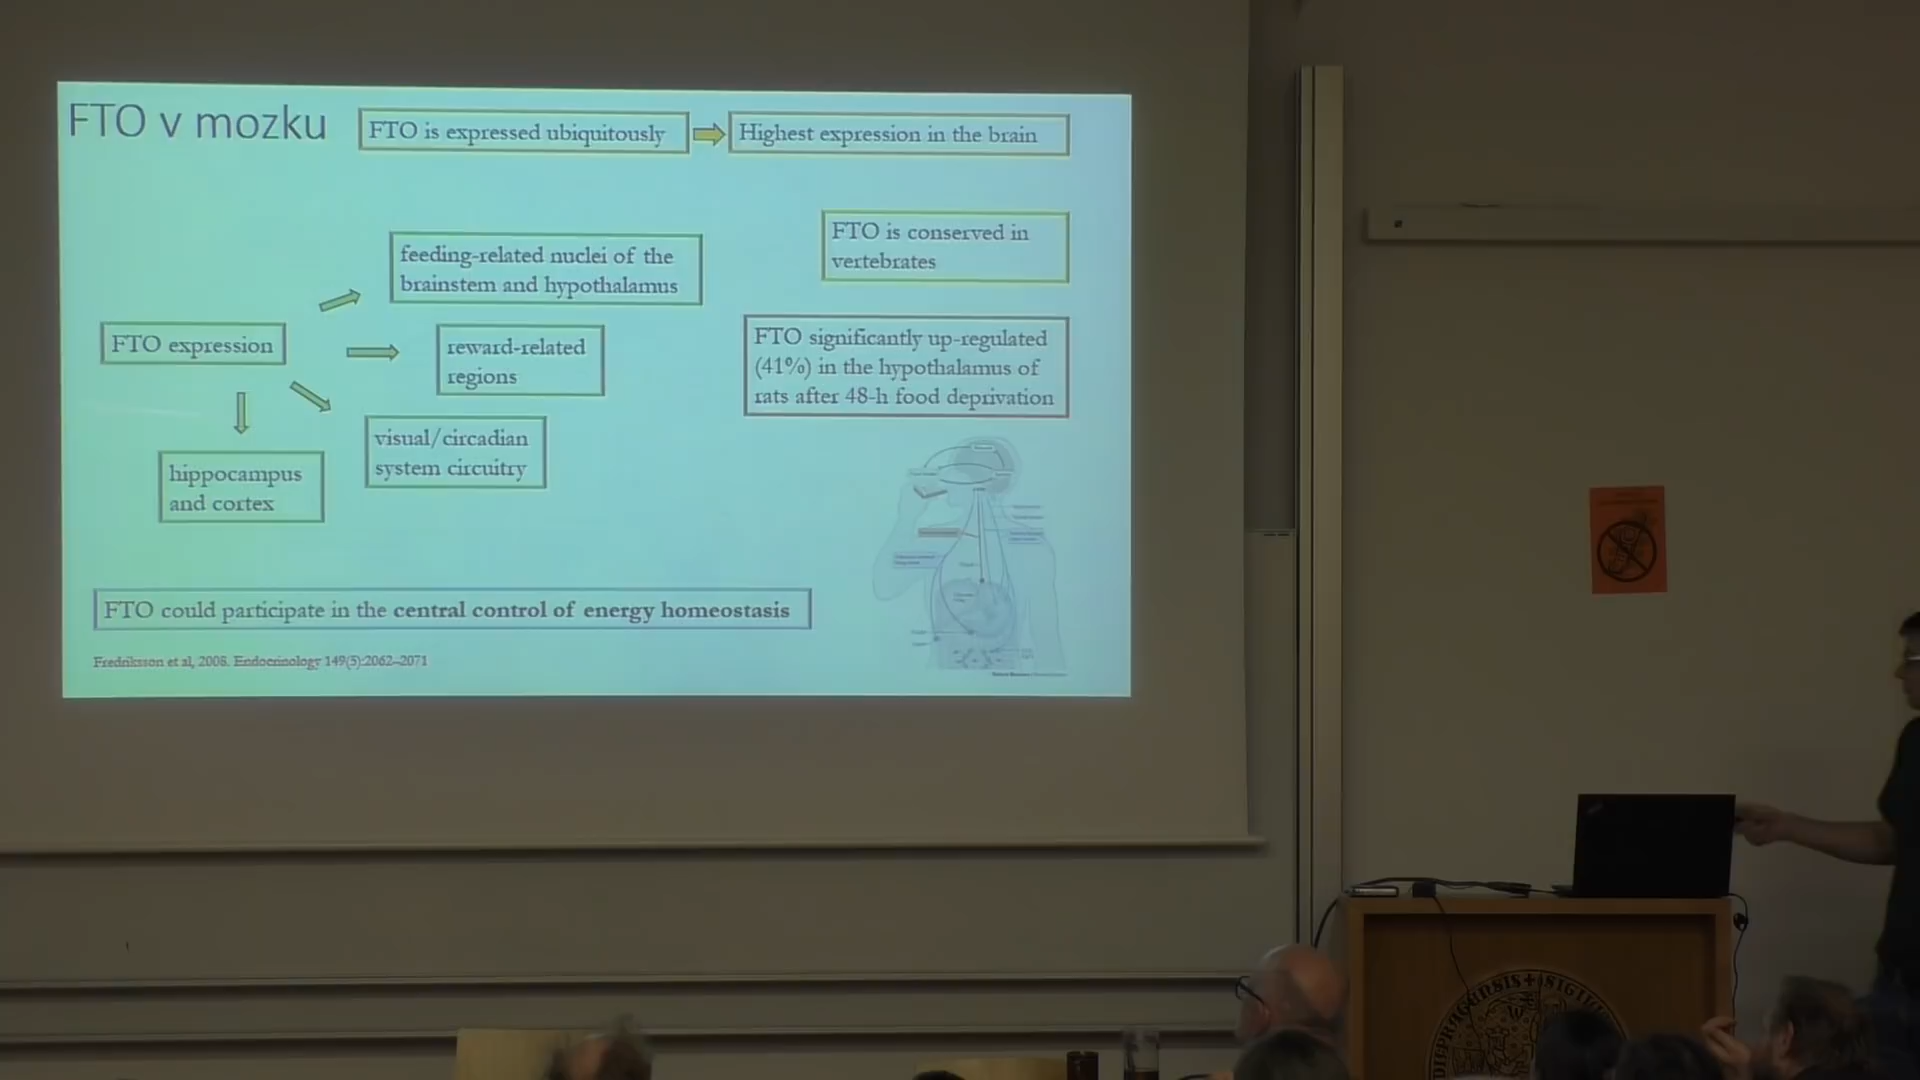 FTO v mozku
FTO is expressed ubiquitously
Highest expression in the brain
feeding-related nuclei of the
brainstem and hypothalamus
FTO is conserved in
vertebrates
FTO expression
reward-related
regions
FTO significantly up-regulated
(41%) in the hypothalamus of
rats after 48-h food deprivation
visual/circadian
system circuitry
hippocampus
and cortex
FTO could participate in the central control of energy homeostasis
Fredriksson et al, 2008. Endocrinology 149(5):2062–2071